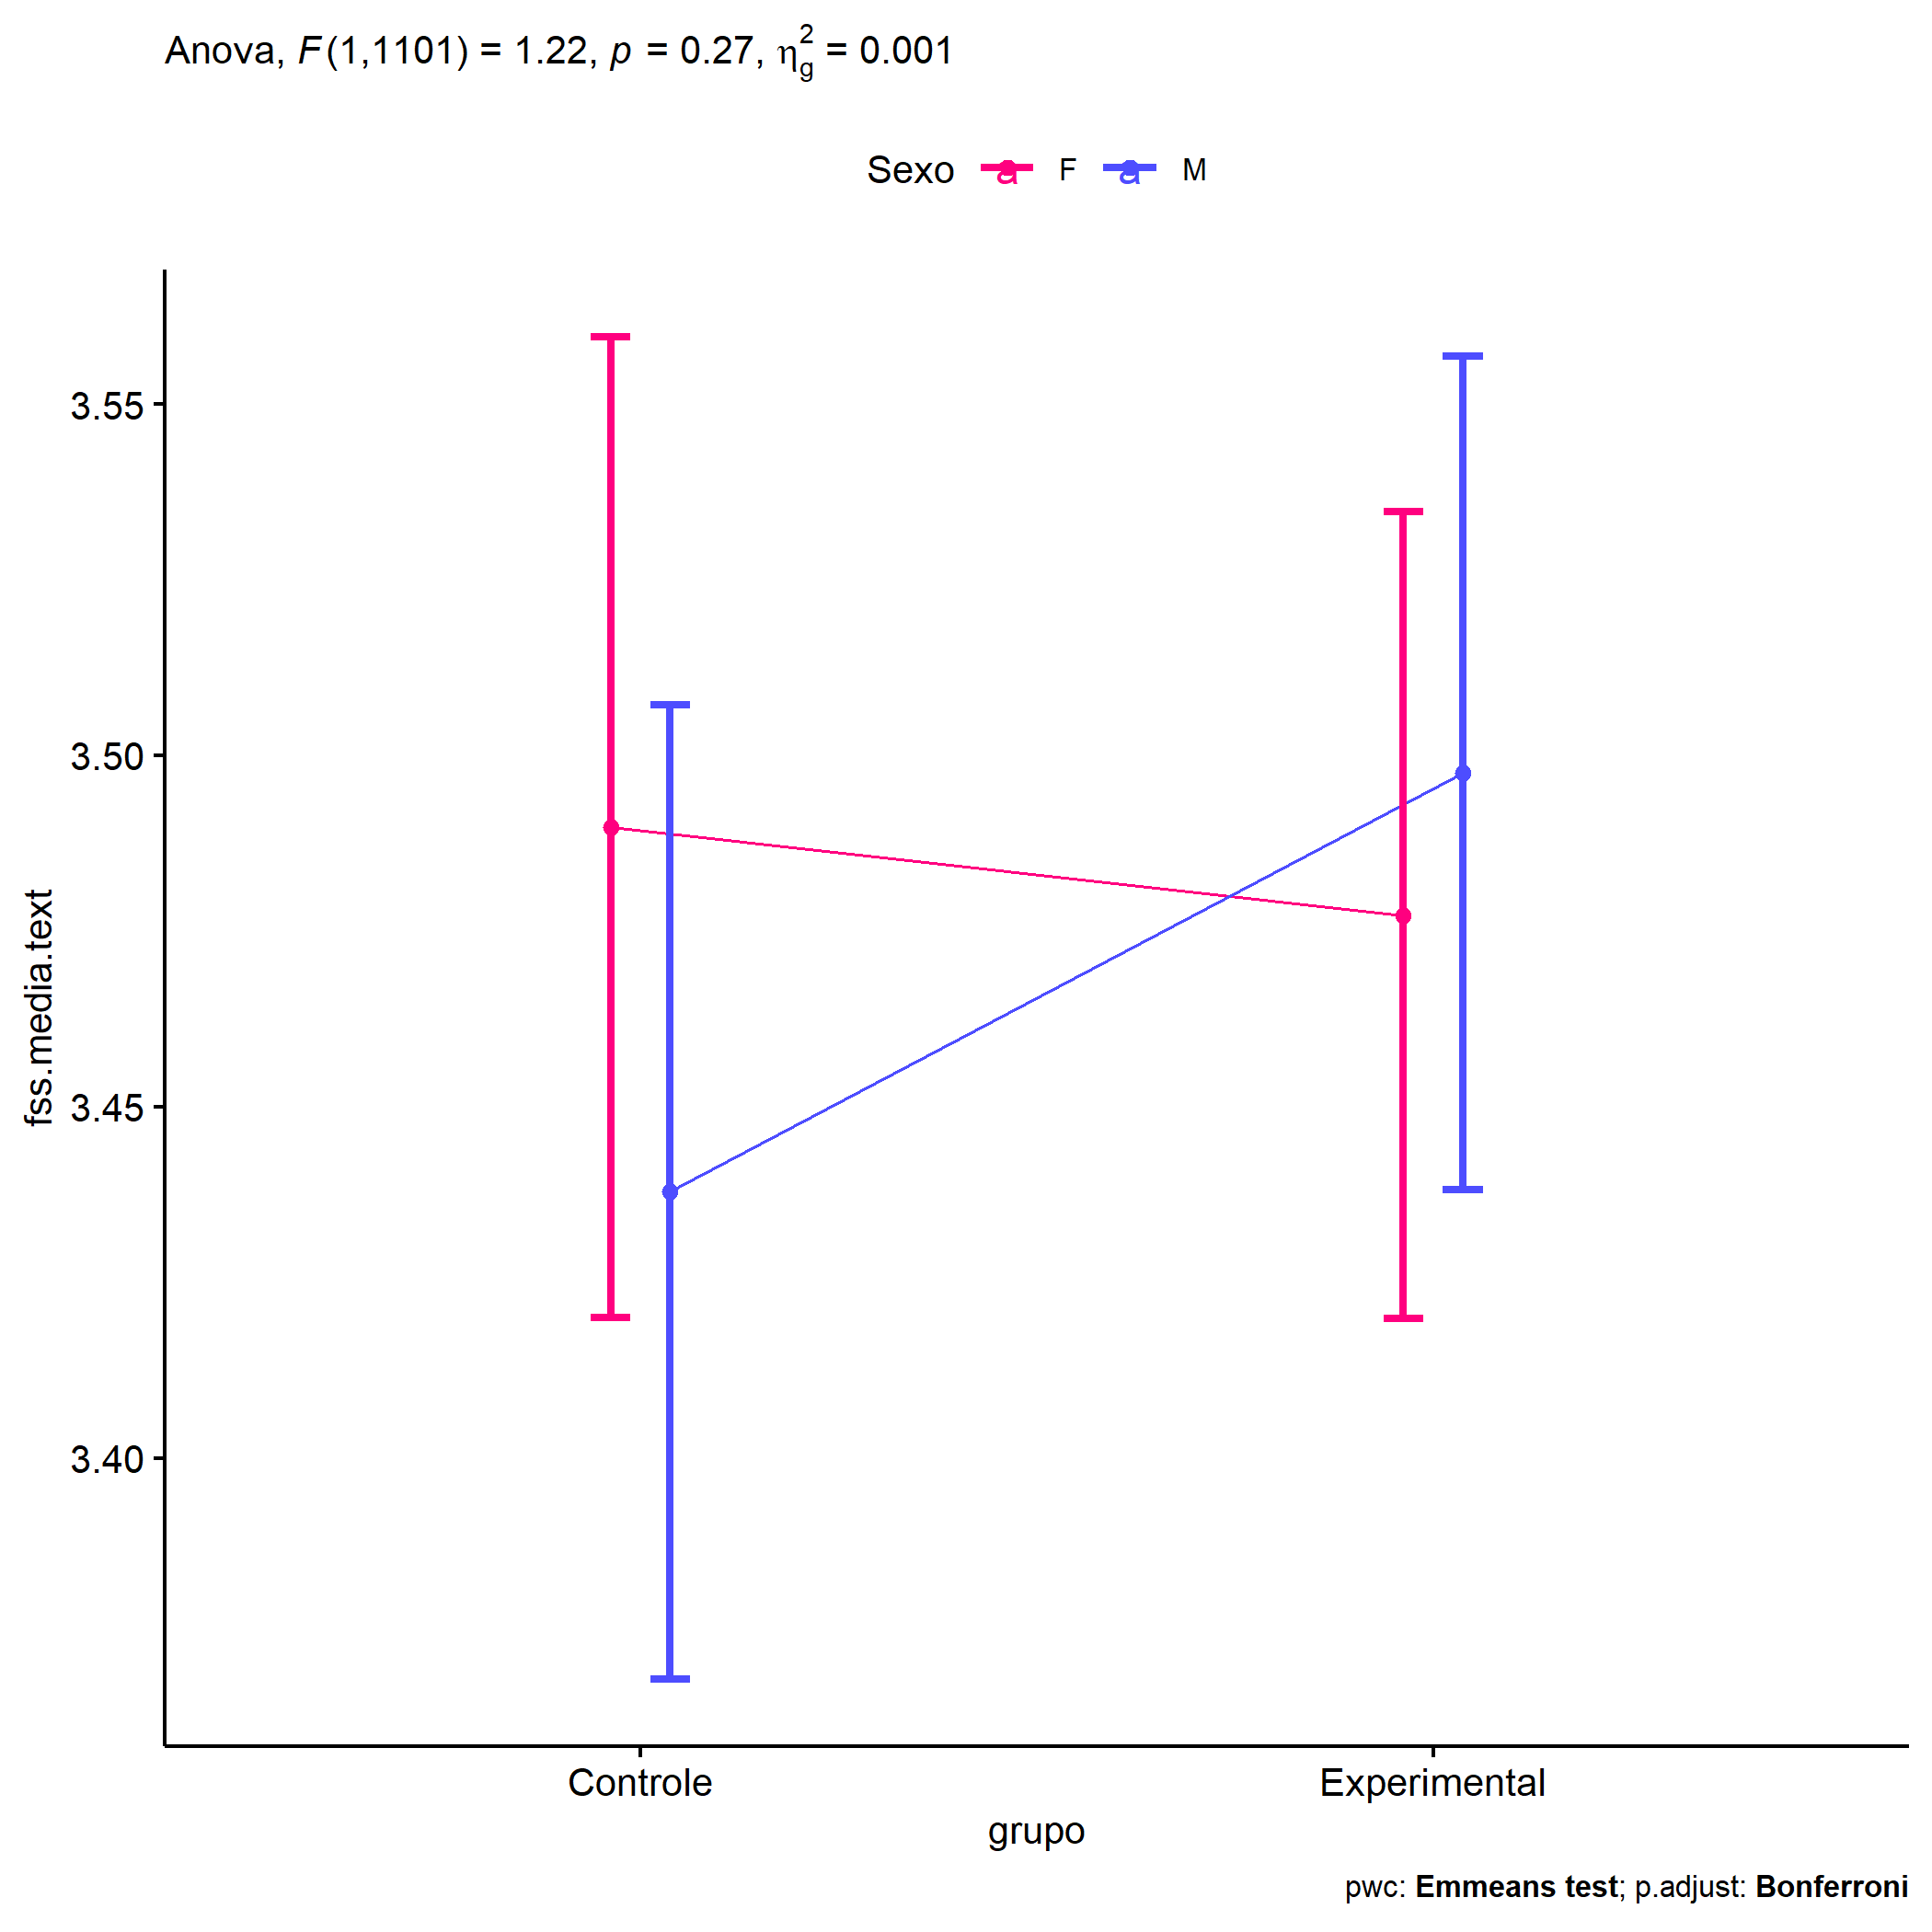 Anova, F(1,1101) = 1.22, p = 0.27, η²g = 0.001
Sexo a F a M
3.55
3.50
3.45
3.40
fss.media.text
Controle Experimental
grupo
pwc: Emmeans test; p.adjust: Bonferroni